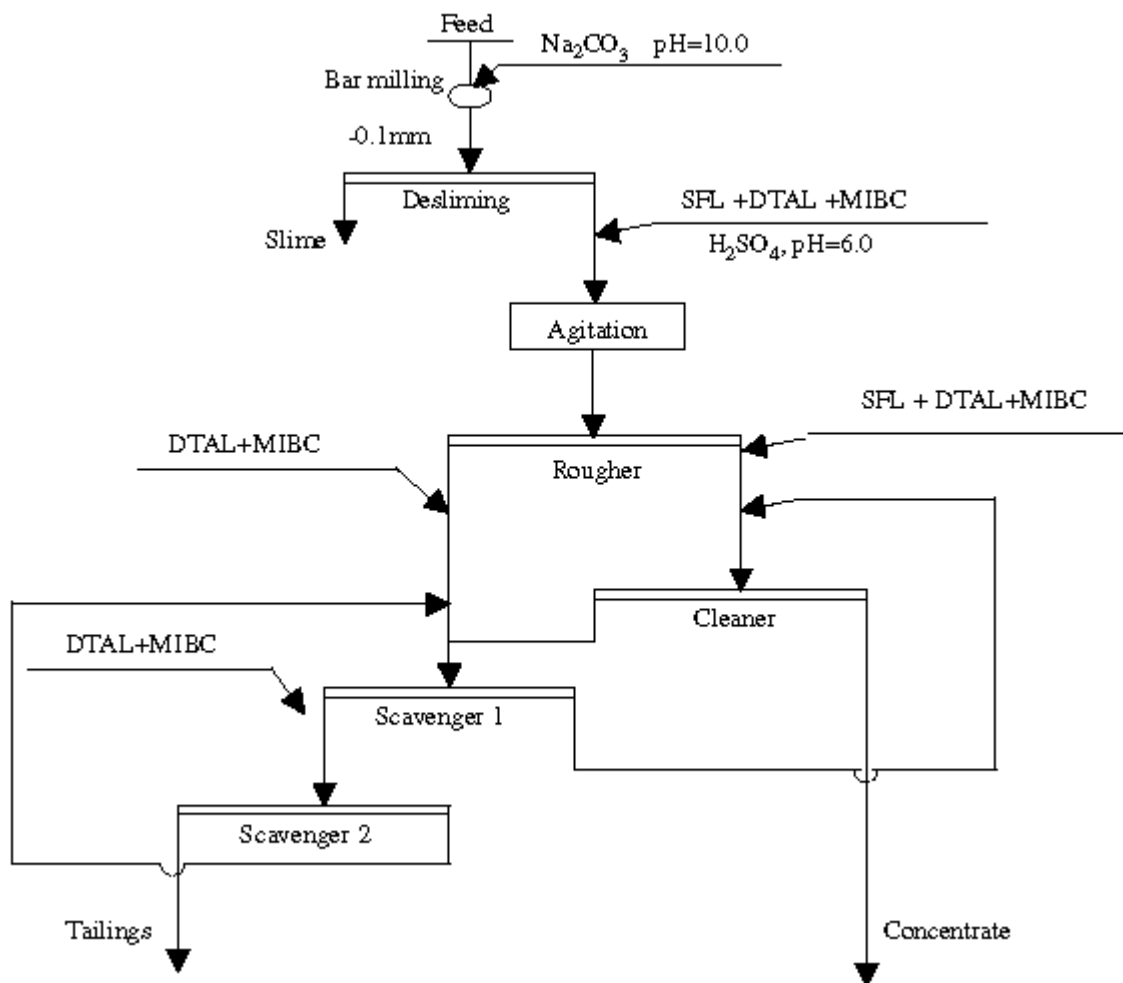 Feed
Na₂CO₃ pH=10.0
Bar milling
-0.1mm
Desliming
SFL +DTAL +MIBC
Slime
H₂SO₄, pH=6.0
Agitation
SFL + DTAL+MIBC
DTAL+MIBC
Rougher
Cleaner
DTAL+MIBC
Scavenger 1
Scavenger 2
Tailings
Concentrate